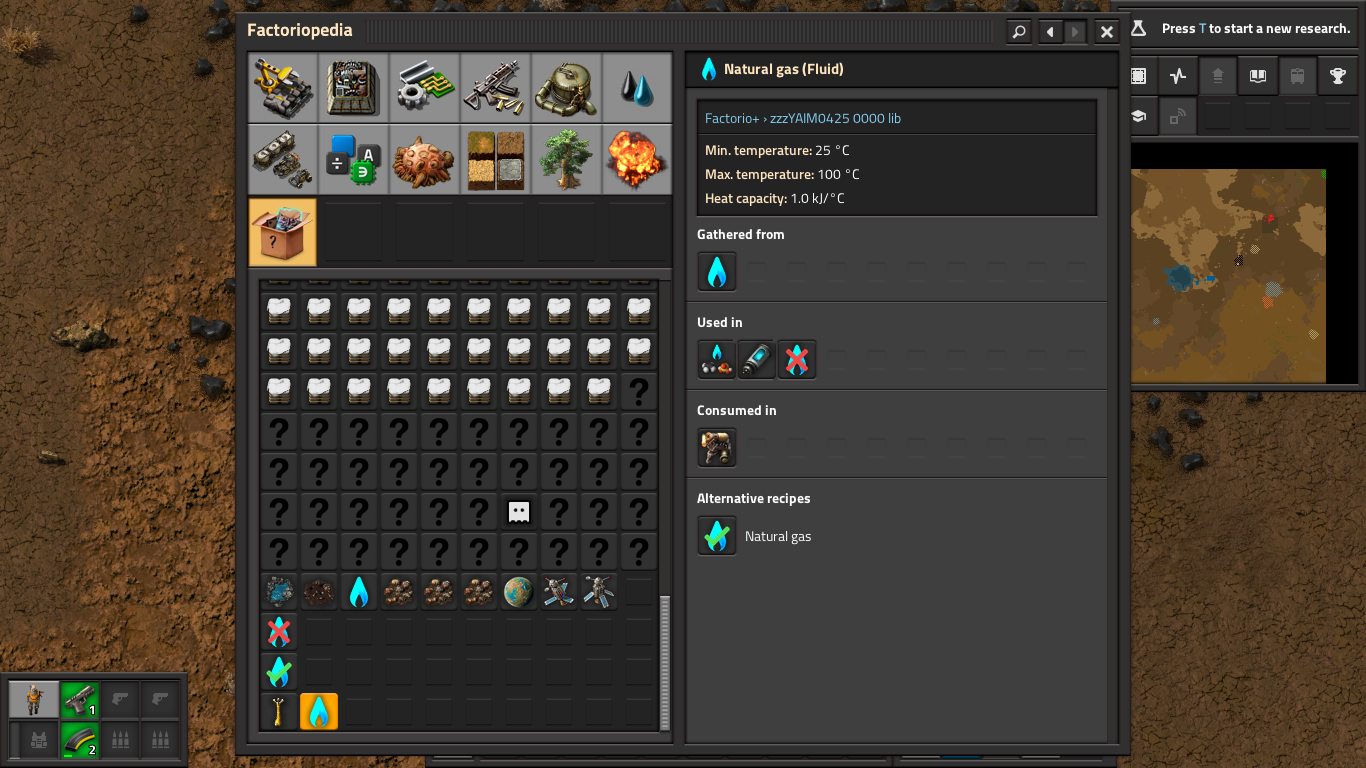 Factoriopedia
Press T to start a new research.
Natural gas (Fluid)
Factorio+ › zzzYAIM0425 0000 lib
Min. temperature: 25 °C
Max. temperature: 100 °C
Heat capacity: 1.0 kJ/°C
Gathered from
Used in
Consumed in
Alternative recipes
Natural gas
1
2